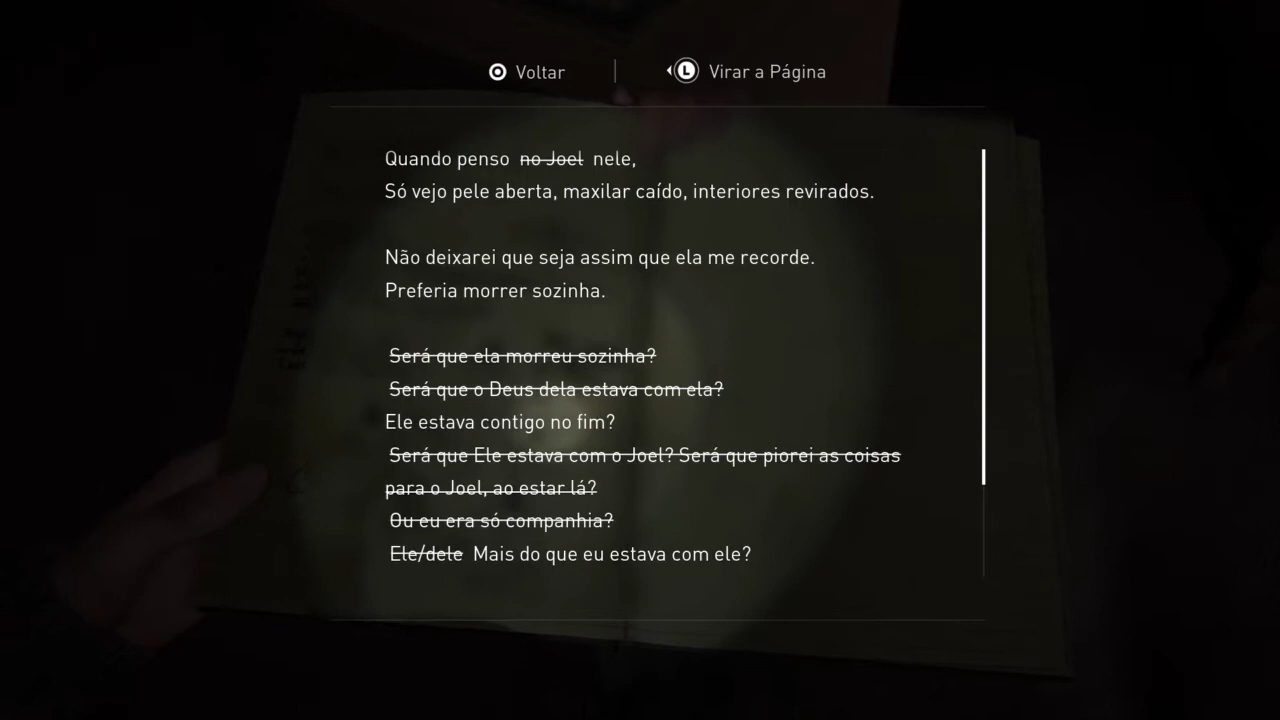 Voltar | L Virar a Página
Quando penso no Joel nele,
Só vejo pele aberta, maxilar caído, interiores revirados.
Não deixarei que seja assim que ela me recorde.
Preferia morrer sozinha.
Será que ela morreu sozinha?
Será que o Deus dela estava com ela?
Ele estava contigo no fim?
Será que Ele estava com o Joel? Será que piorei as coisas
para o Joel, ao estar lá?
Ou eu era só companhia?
Ele/dele Mais do que eu estava com ele?